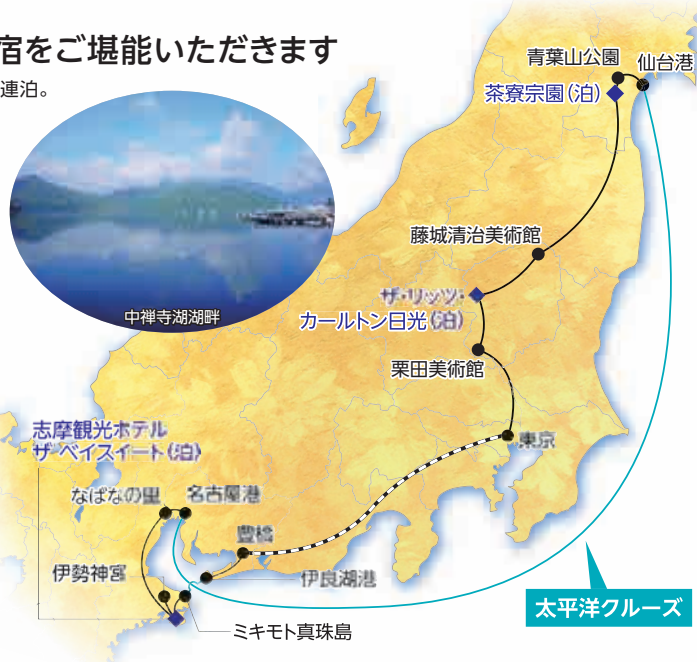 宿をご堪能いただきます
連泊。
中禅寺湖湖畔
青葉山公園
仙台港
茶寮宗園(泊)
藤城清治美術館
ザ・リッツ・
カールトン日光(泊)
栗田美術館
東京
志摩観光ホテル
ザ ベイスイート(泊)
なばなの里
名古屋港
豊橋
伊勢神宮
伊良湖港
ミキモト真珠島
太平洋クルーズ